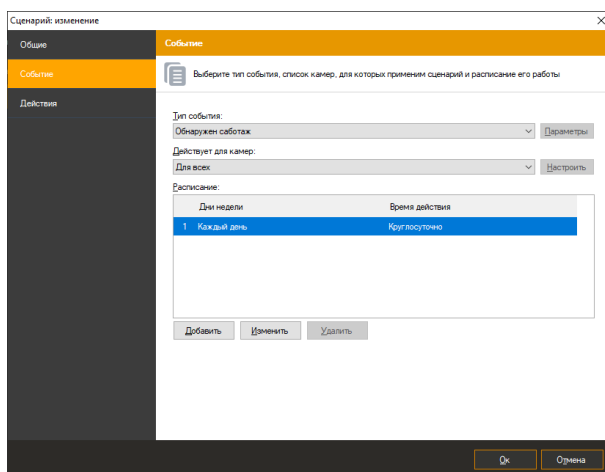 Сценарий: изменение
Общие
Событие
Действия
Событие
Выберите тип события, список камер, для которых применим сценарий и расписание его работы
Тип события:
Обнаружен саботаж
Параметры
Действует для камер:
Для всех
Настроить
Расписание:
Дни недели Время действия
1 Каждый день Круглосуточно
Добавить Изменить Удалить
Ок Отмена